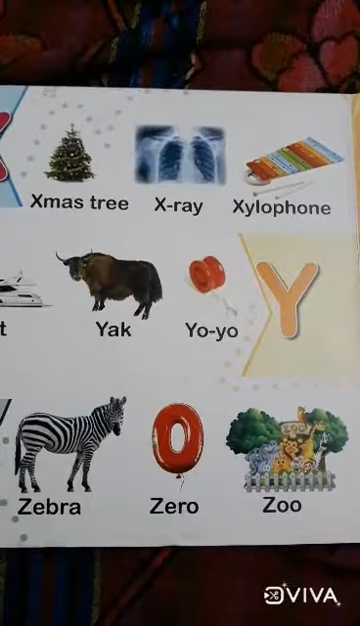 Xmas tree X-ray Xylophone
t Yak Yo-yo
Y
Zebra Zero Zoo
VIVA